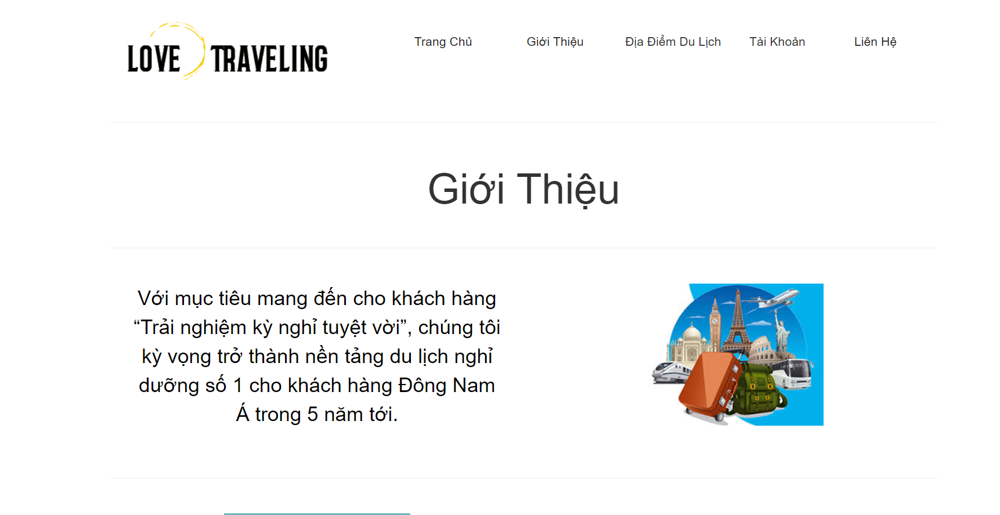 LOVE TRAVELING
Trang Chủ
Giới Thiệu
Địa Điểm Du Lịch
Tài Khoản
Liên Hệ
Giới Thiệu
Với mục tiêu mang đến cho khách hàng
“Trải nghiệm kỳ nghỉ tuyệt vời”, chúng tôi
kỳ vọng trở thành nền tảng du lịch nghỉ
dưỡng số 1 cho khách hàng Đông Nam
Á trong 5 năm tới.